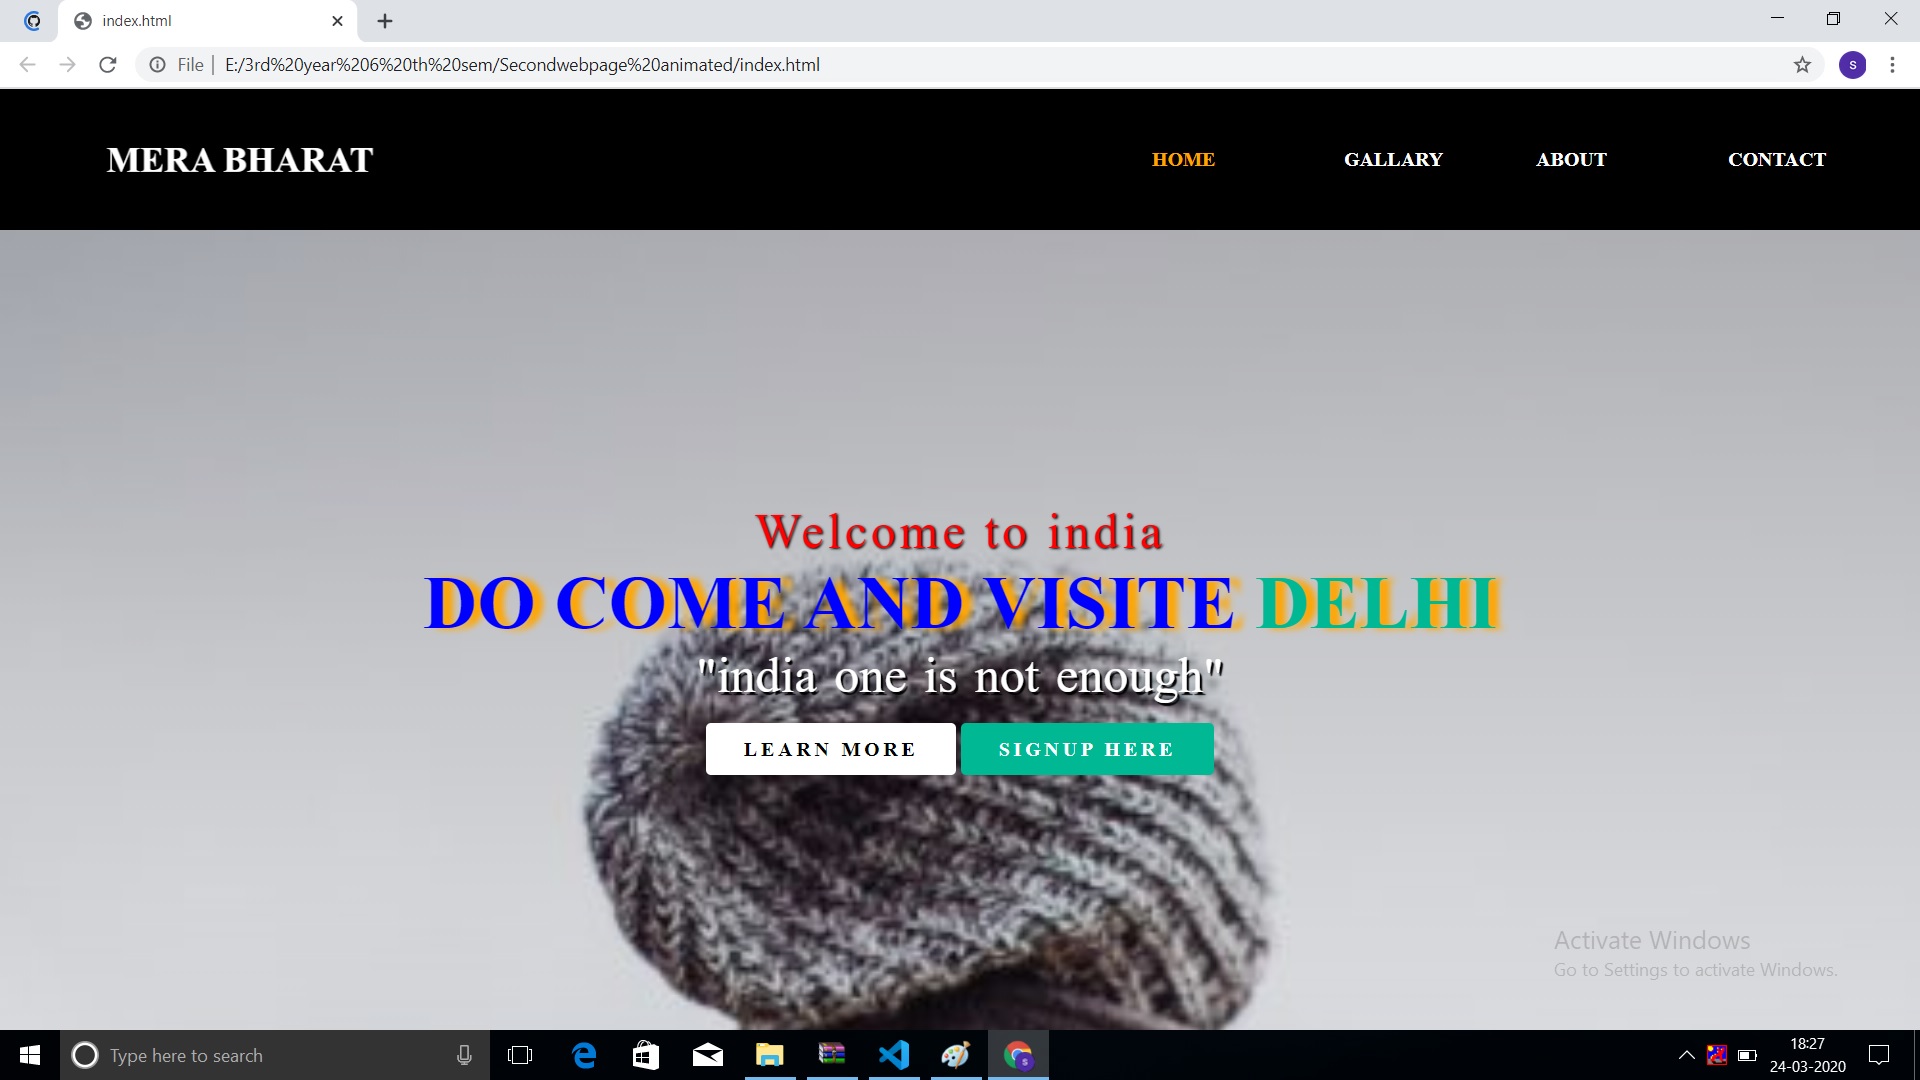 index.html
File | E:/3rd%20year%206%20th%20sem/Secondwebpage%20animated/index.html
s
MERA BHARAT
HOME
GALLARY
ABOUT
CONTACT
Welcome to india
DO COME AND VISITE DELHI
"india one is not enough"
LEARN MORE
SIGNUP HERE
Activate Windows
Go to Settings to activate Windows.
Type here to search
s
18:27
24-03-2020